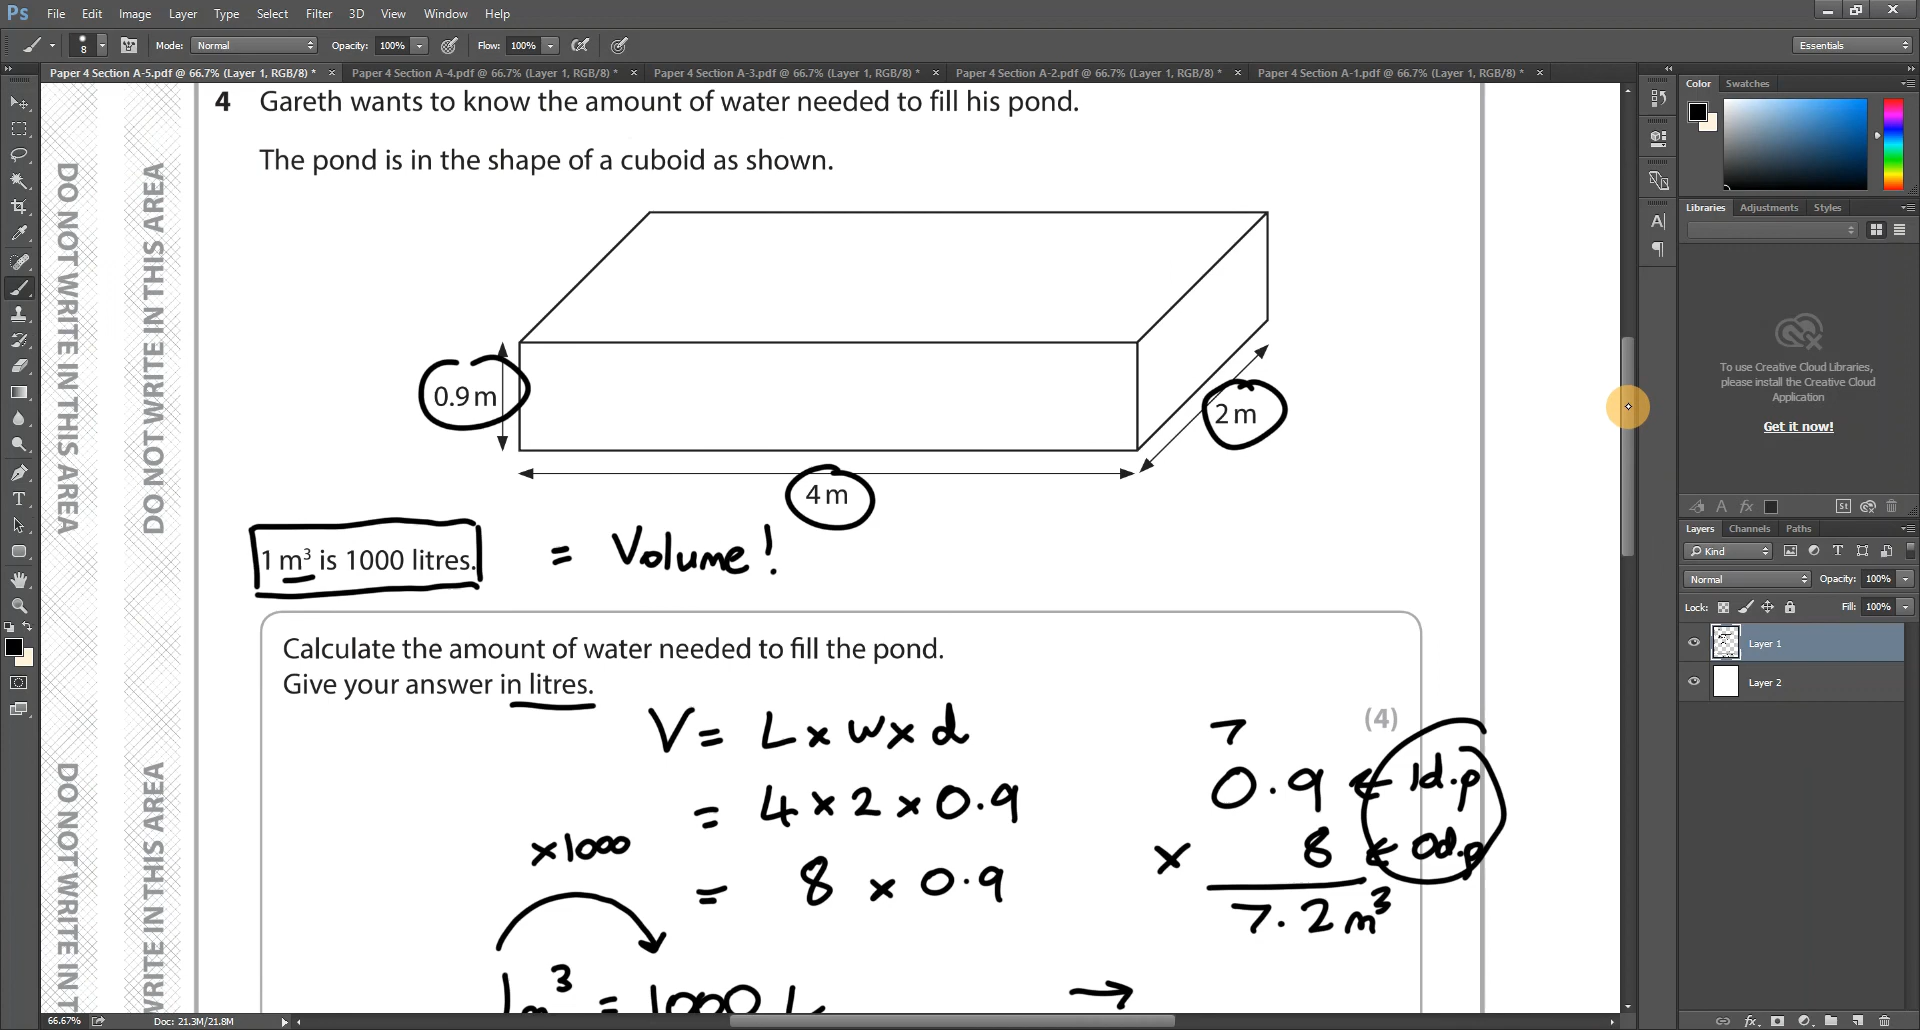 Ps File Edit Image Layer Type Select Filter 3D View Window Help
8 Mode: Normal Opacity: 100% Flow: 100% Essentials
Paper 4 Section A-5.pdf @ 66.7% (Layer 1, RGB/8) * × Paper 4 Section A-4.pdf @ 66.7% (Layer 1, RGB/8) * × Paper 4 Section A-3.pdf @ 66.7% (Layer 1, RGB/8) * × Paper 4 Section A-2.pdf @ 66.7% (Layer 1, RGB/8) * × Paper 4 Section A-1.pdf @ 66.7% (Layer 1, RGB/8) * ×
DO NOT WRITE IN THIS AREA
DO NOT WRITE IN THIS AREA
4 Gareth wants to know the amount of water needed to fill his pond.
The pond is in the shape of a cuboid as shown.
0.9 m
2 m
4 m
1 m³ is 1000 litres.
= Volume!
Calculate the amount of water needed to fill the pond.
Give your answer in litres.
(4)
V = L x w x d
= 4 x 2 x 0.9
= 8 x 0.9
x1000
1m³ = 1000 L
→
7
0.9 ← 1d.p
x 8 ← 0d.p
7.2 m³
DO NOT WRITE IN T
WRITE IN THIS AREA
66.67% Doc: 21.3M/21.8M
Color Swatches
Libraries Adjustments Styles
To use Creative Cloud Libraries,
please install the Creative Cloud
Application
Get it now!
St
Layers Channels Paths
Kind
Normal Opacity: 100%
Lock: Fill: 100%
Layer 1
Layer 2
fx